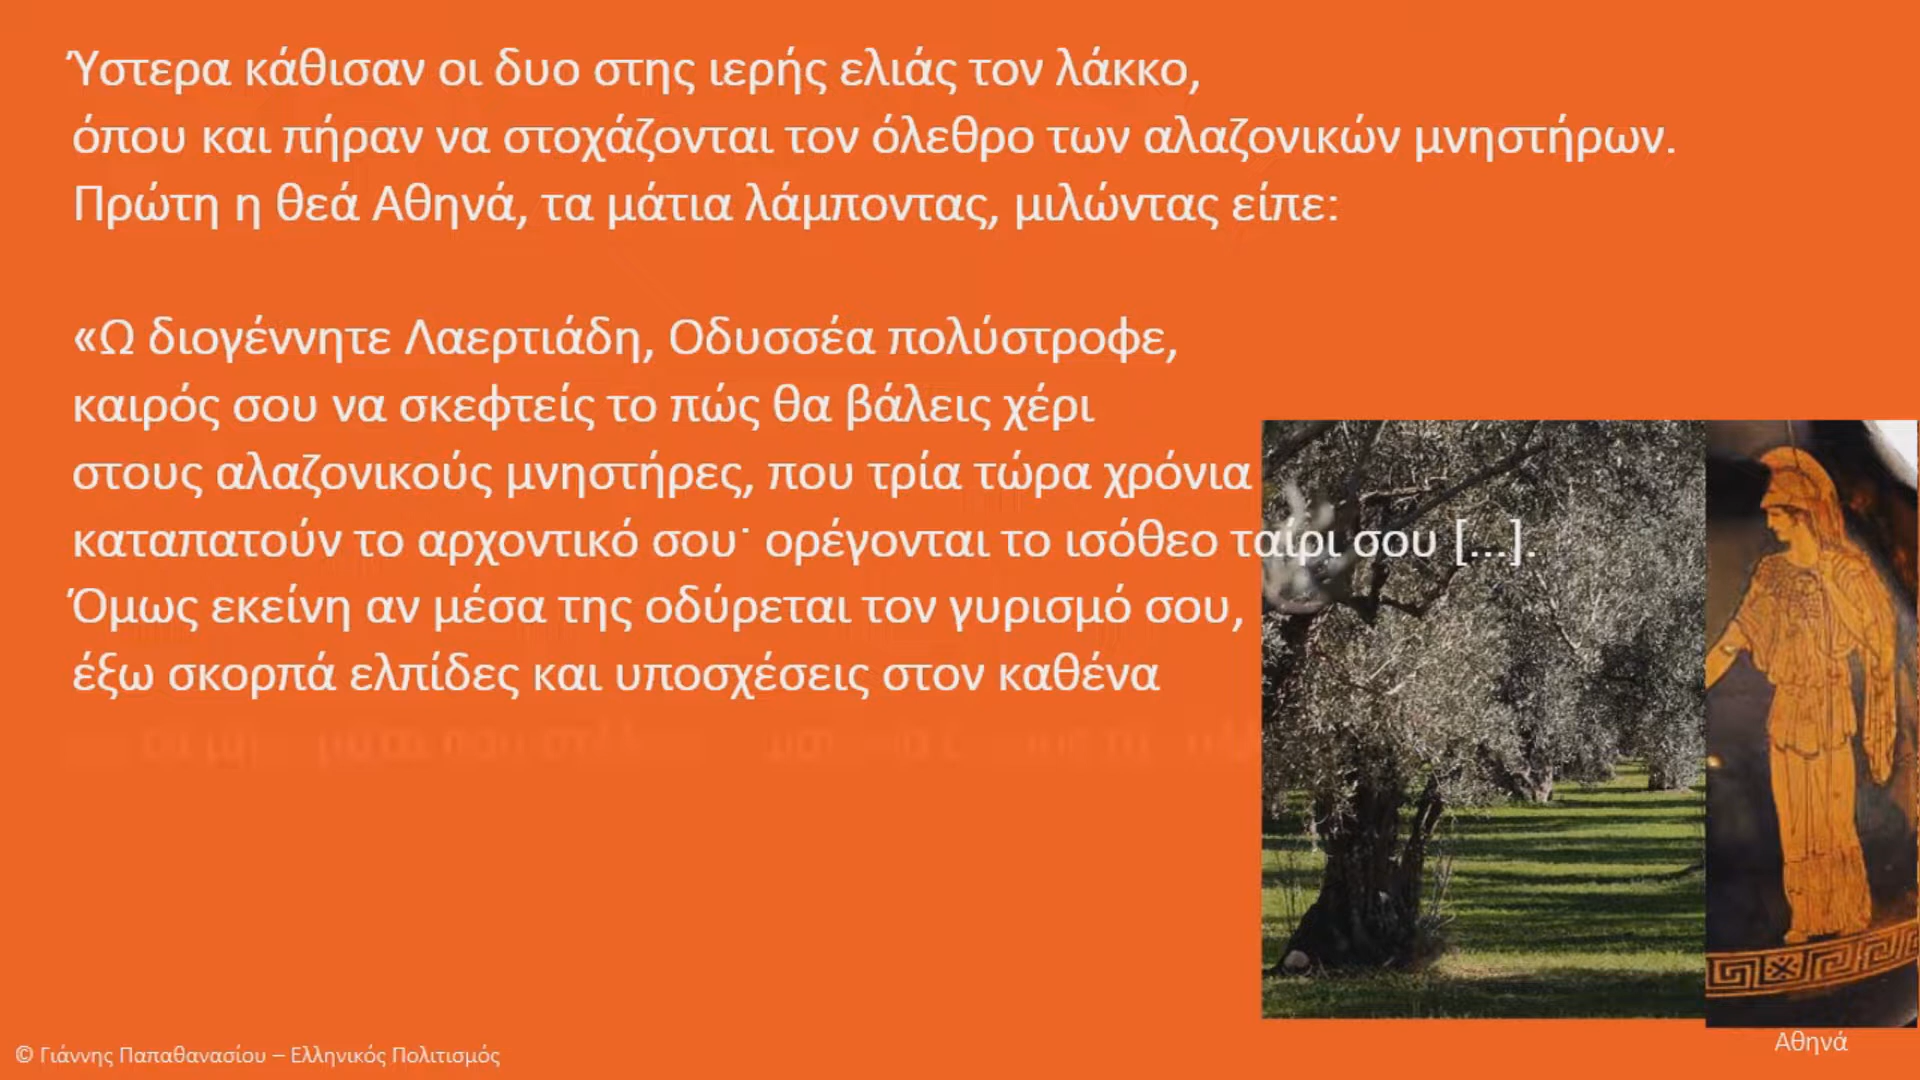 Ύστερα κάθισαν οι δυο στης ιερής ελιάς τον λάκκο,
όπου και πήραν να στοχάζονται τον όλεθρο των αλαζονικών μνηστήρων.
Πρώτη η θεά Αθηνά, τα μάτια λάμποντας, μιλώντας είπε:
«Ω διογέννητε Λαερτιάδη, Οδυσσέα πολύστροφε,
καιρός σου να σκεφτείς το πώς θα βάλεις χέρι
στους αλαζονικούς μνηστήρες, που τρία τώρα χρόνια
καταπατούν το αρχοντικό σου˙ ορέγονται το ισόθεο ταίρι σου [...].
Όμως εκείνη αν μέσα της οδύρεται τον γυρισμό σου,
έξω σκορπά ελπίδες και υποσχέσεις στον καθένα
Αθηνά
© Γιάννης Παπαθανασίου – Ελληνικός Πολιτισμός